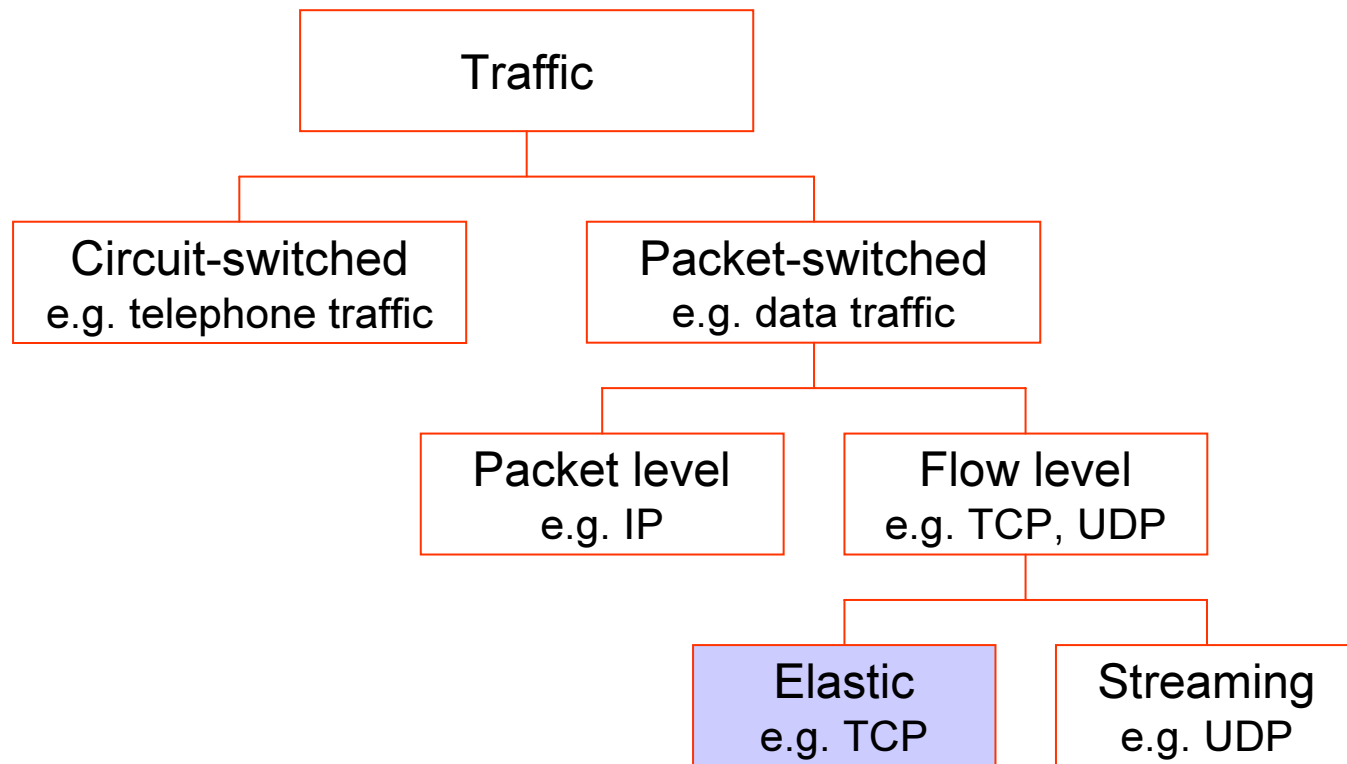 Traffic
Circuit-switched
e.g. telephone traffic
Packet-switched
e.g. data traffic
Packet level
e.g. IP
Flow level
e.g. TCP, UDP
Elastic
e.g. TCP
Streaming
e.g. UDP